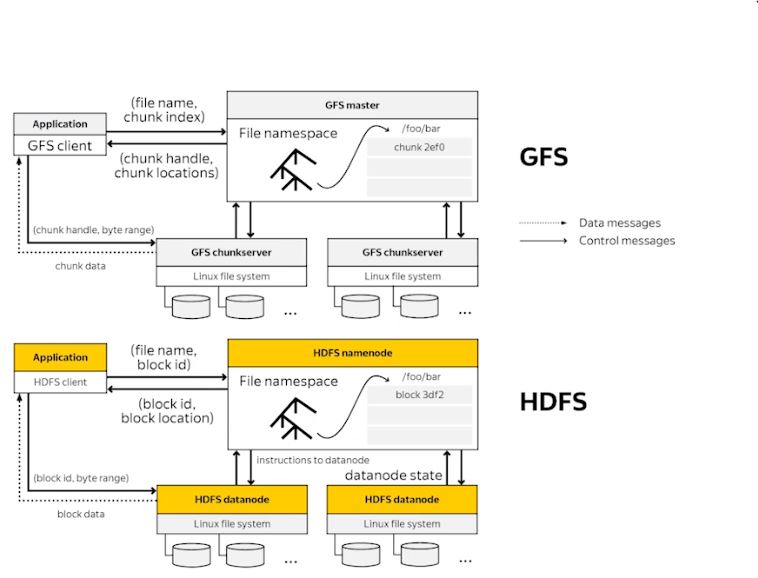 GFS master
(file name,
chunk index)
Application
GFS client
File namespace
/foo/bar
chunk 2ef0
(chunk handle,
chunk locations)
GFS
Data messages
Control messages
(chunk handle, byte range)
chunk data
GFS chunkserver
Linux file system
...
GFS chunkserver
Linux file system
...
HDFS namenode
(file name,
block id)
Application
HDFS client
File namespace
/foo/bar
block 3df2
(block id,
block location)
HDFS
instructions to datanode
datanode state
(block id, byte range)
block data
HDFS datanode
Linux file system
...
HDFS datanode
Linux file system
...